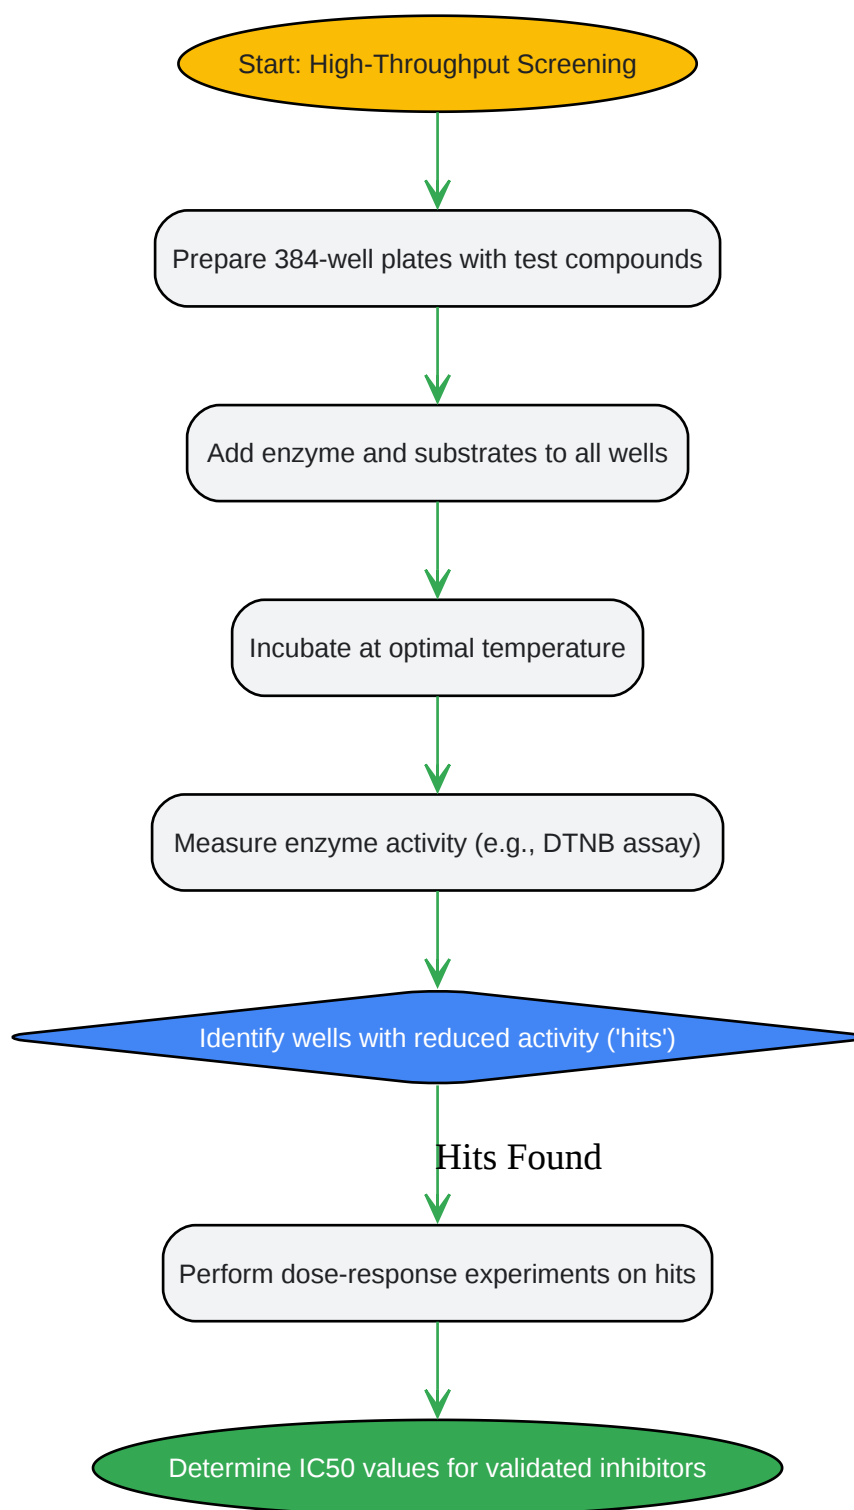 Start: High-Throughput Screening
Prepare 384-well plates with test compounds
Add enzyme and substrates to all wells
Incubate at optimal temperature
Measure enzyme activity (e.g., DTNB assay)
Identify wells with reduced activity ('hits')
Hits Found
Perform dose-response experiments on hits
Determine IC50 values for validated inhibitors